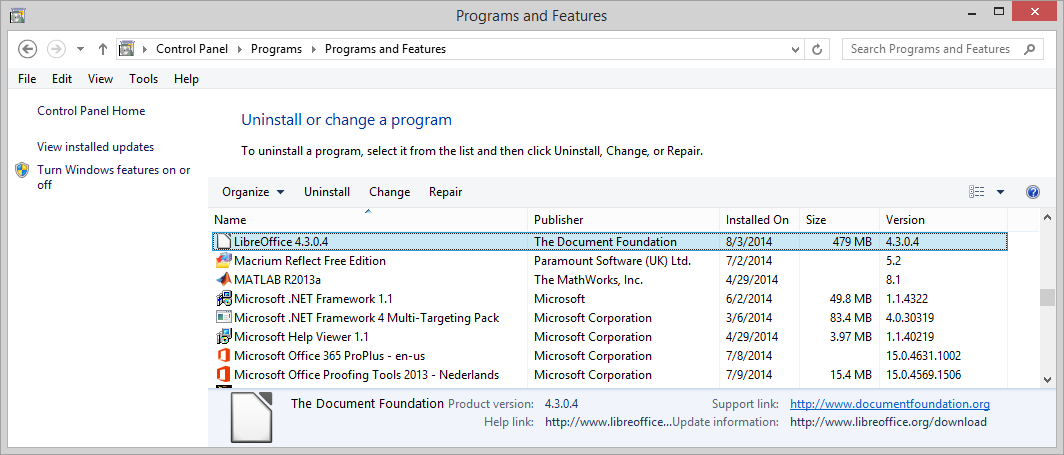 Programs and Features
Control Panel Programs Programs and Features Search Programs and Features
File Edit View Tools Help
Control Panel Home
View installed updates
Turn Windows features on or
off
Uninstall or change a program
To uninstall a program, select it from the list and then click Uninstall, Change, or Repair.
Organize Uninstall Change Repair
Name Publisher Installed On Size Version
LibreOffice 4.3.0.4 The Document Foundation 8/3/2014 479 MB 4.3.0.4
Macrium Reflect Free Edition Paramount Software (UK) Ltd. 7/2/2014 5.2
MATLAB R2013a The MathWorks, Inc. 4/29/2014 8.1
Microsoft .NET Framework 1.1 Microsoft 6/2/2014 49.8 MB 1.1.4322
Microsoft .NET Framework 4 Multi-Targeting Pack Microsoft Corporation 3/6/2014 83.4 MB 4.0.30319
Microsoft Help Viewer 1.1 Microsoft Corporation 4/29/2014 3.97 MB 1.1.40219
Microsoft Office 365 ProPlus - en-us Microsoft Corporation 7/8/2014 15.0.4631.1002
Microsoft Office Proofing Tools 2013 - Nederlands Microsoft Corporation 7/9/2014 15.4 MB 15.0.4569.1506
The Document Foundation Product version: 4.3.0.4 Support link: http://www.documentfoundation.org
Help link: http://www.libreoffice... Update information: http://www.libreoffice.org/download